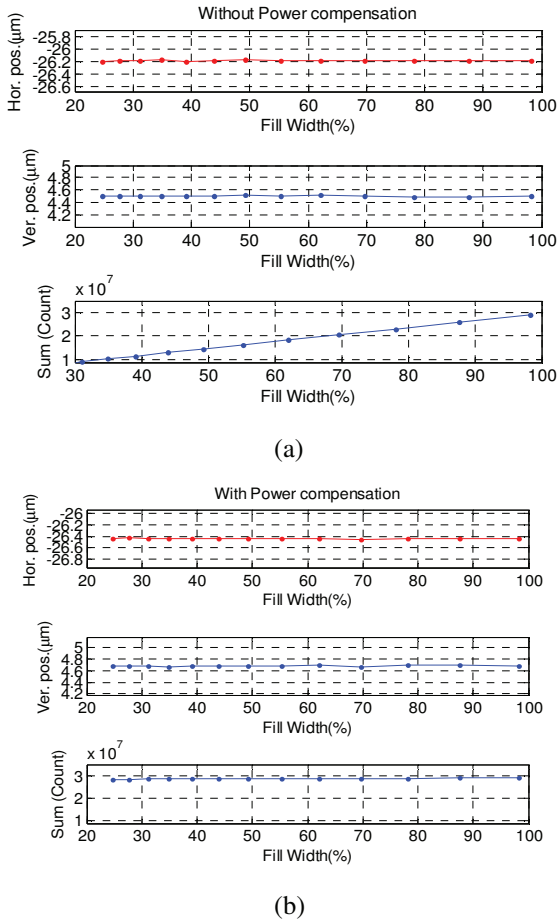 Without Power compensation
Hor. pos.(μm)
-25.8
-26
-26.2
-26.4
-26.6
20 30 40 50 60 70 80 90 100
Fill Width(%)
Ver. pos.(μm)
5
4.8
4.6
4.4
4.2
20 30 40 50 60 70 80 90 100
Fill Width(%)
x 10^7
Sum (Count)
3
2
1
30 40 50 60 70 80 90 100
Fill Width(%)
(a)
With Power compensation
Hor. pos.(μm)
-26
-26.2
-26.4
-26.6
-26.8
20 30 40 50 60 70 80 90 100
Fill Width(%)
Ver. pos.(μm)
5
4.8
4.6
4.4
4.2
20 30 40 50 60 70 80 90 100
Fill Width(%)
x 10^7
Sum (Count)
3
2
1
20 30 40 50 60 70 80 90 100
Fill Width(%)
(b)